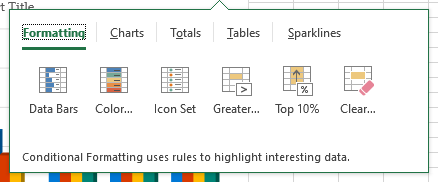 t Title
Formatting Charts Totals Tables Sparklines
Data Bars Color... Icon Set Greater... Top 10% Clear...
Conditional Formatting uses rules to highlight interesting data.